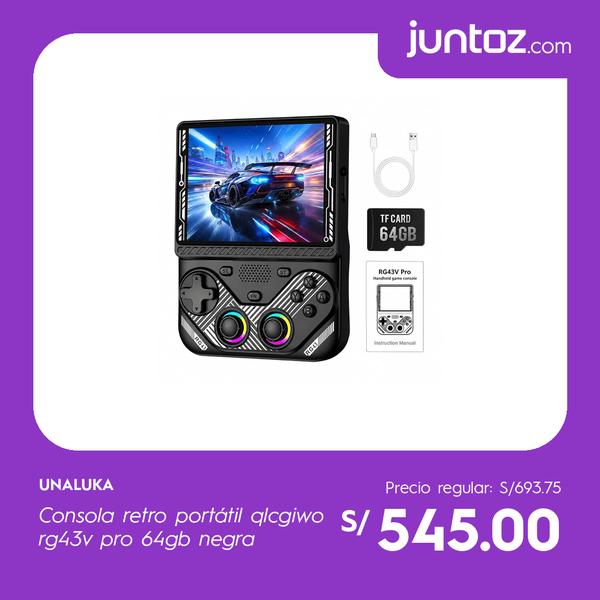 juntoz.com
TF CARD
64GB
RG43V Pro
Handheld game console
Instruction Manual
UNALUKA
Consola retro portátil qlcgiwo
rg43v pro 64gb negra
Precio regular: S/693.75
S/ 545.00